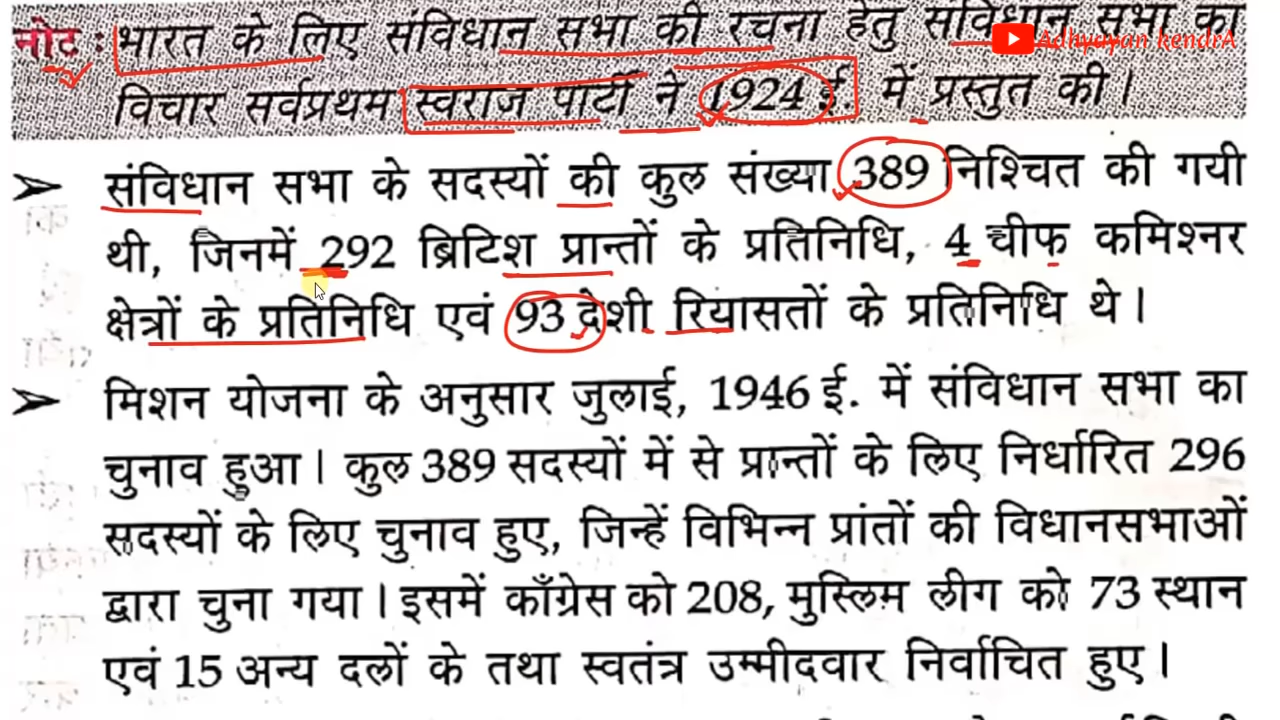 नोट : भारत के लिए संविधान सभा की रचना हेतु संविधान सभा का
Adhyayan kendrA
विचार सर्वप्रथम स्वराज पार्टी ने 1924 ई. में प्रस्तुत की।
➢ संविधान सभा के सदस्यों की कुल संख्या 389 निश्चित की गयी
थी, जिनमें 292 ब्रिटिश प्रान्तों के प्रतिनिधि, 4 चीफ कमिश्नर
क्षेत्रों के प्रतिनिधि एवं 93 देशी रियासतों के प्रतिनिधि थे।
➢ मिशन योजना के अनुसार जुलाई, 1946 ई. में संविधान सभा का
चुनाव हुआ। कुल 389 सदस्यों में से प्रान्तों के लिए निर्धारित 296
सदस्यों के लिए चुनाव हुए, जिन्हें विभिन्न प्रांतों की विधानसभाओं
द्वारा चुना गया। इसमें काँग्रेस को 208, मुस्लिम लीग को 73 स्थान
एवं 15 अन्य दलों के तथा स्वतंत्र उम्मीदवार निर्वाचित हुए।